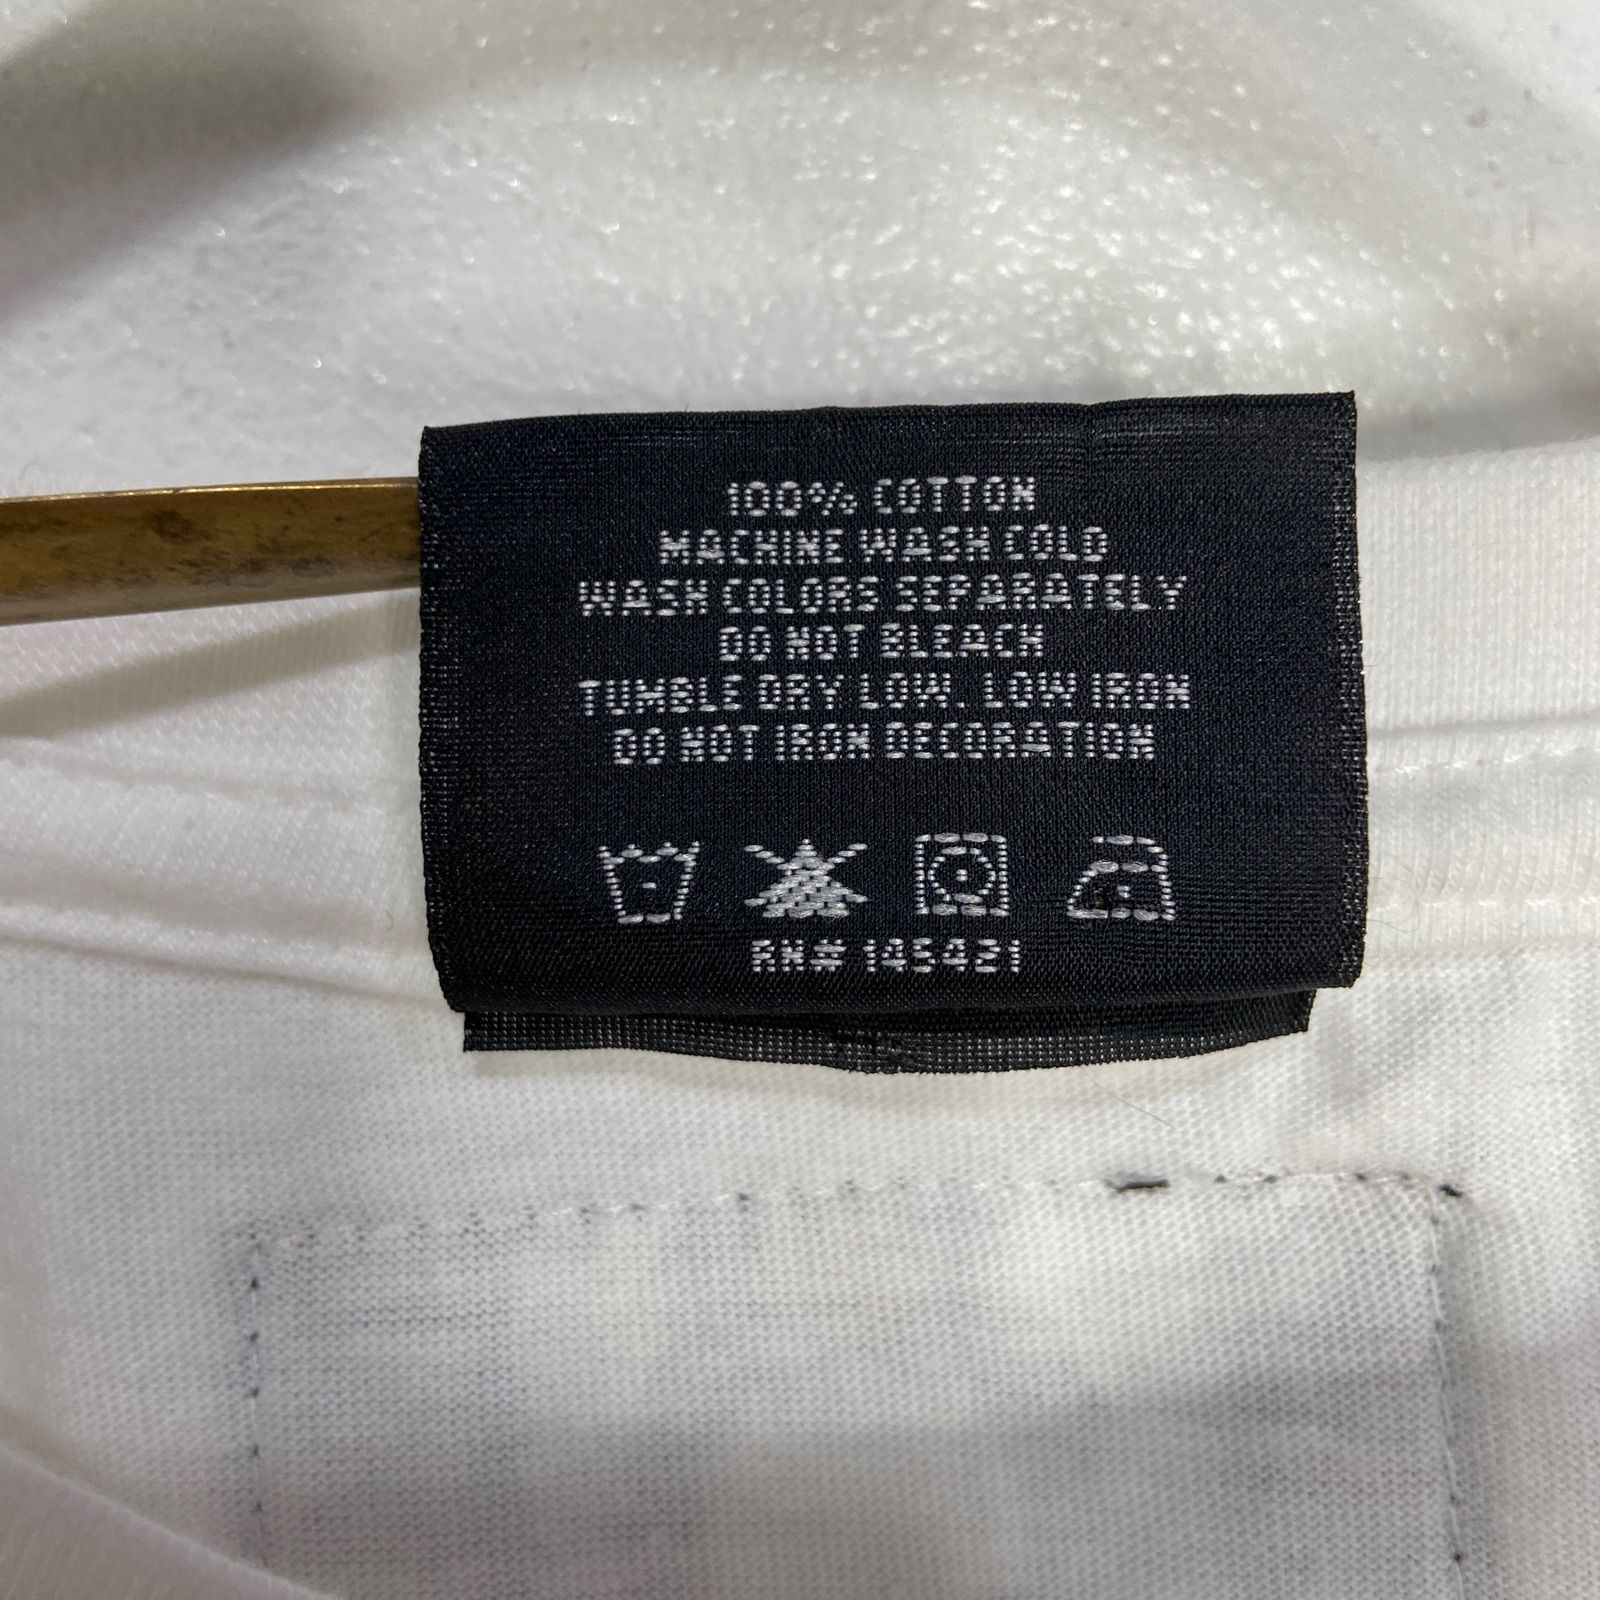 100% COTTON
MACHINE WASH COLD
WASH COLORS SEPARATELY
DO NOT BLEACH
TUMBLE DRY LOW. LOW IRON
DO NOT IRON DECORATION
RN# 145421